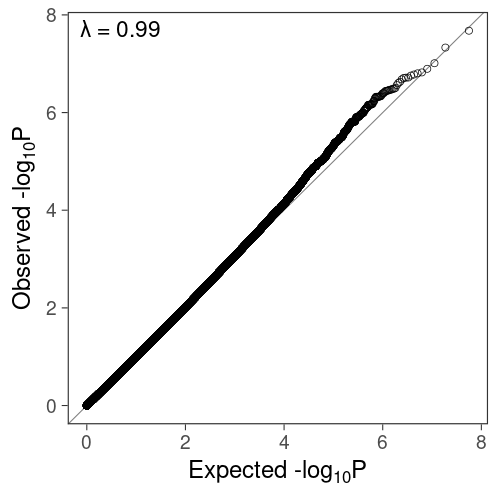 λ = 0.99
Observed -log10P
8
6
4
2
0
0 2 4 6 8
Expected -log10P